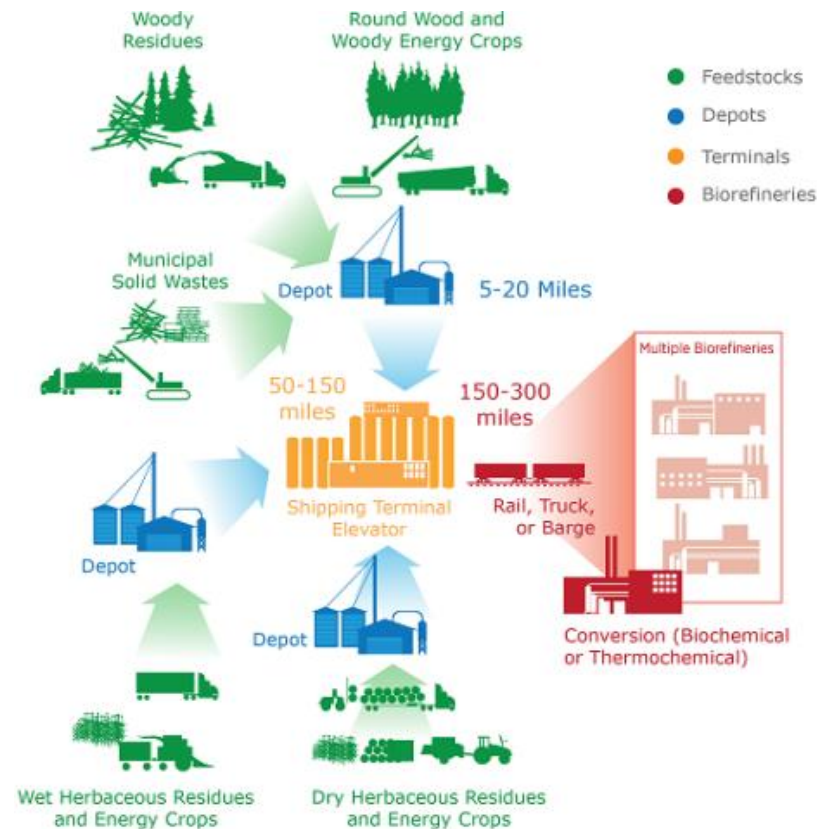 Woody
Residues
Round Wood and
Woody Energy Crops
Feedstocks
Depots
Terminals
Biorefineries
Municipal
Solid Wastes
Depot
5-20 Miles
50-150
miles
150-300
miles
Multiple Biorefineries
Shipping Terminal
Elevator
Rail, Truck,
or Barge
Depot
Depot
Conversion (Biochemical
or Thermochemical)
Wet Herbaceous Residues
and Energy Crops
Dry Herbaceous Residues
and Energy Crops